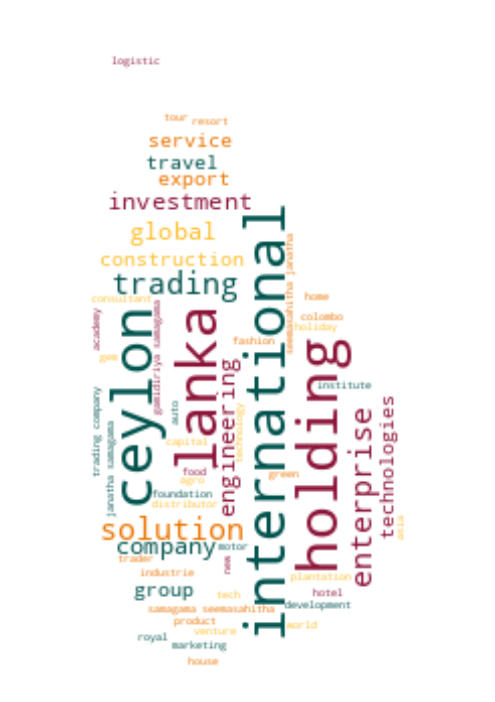 logistic
tour resort
service
travel
export
investment
global
construction
trading
international
seemasahitha janatha
consultant
ceylon
lanka
home
academy
gamidiriya samagama
colombo
holiday
fashion
holding
gem
engineering
institute
trading company
auto
technology
enterprise
technologies
janatha samagama
capital
food
agro
green
foundation
distributor
asia
solution
company
motor
trader
new
industrie
plantation
group
tech
hotel
development
samagama seemasahitha
product
venture
world
royal
marketing
house